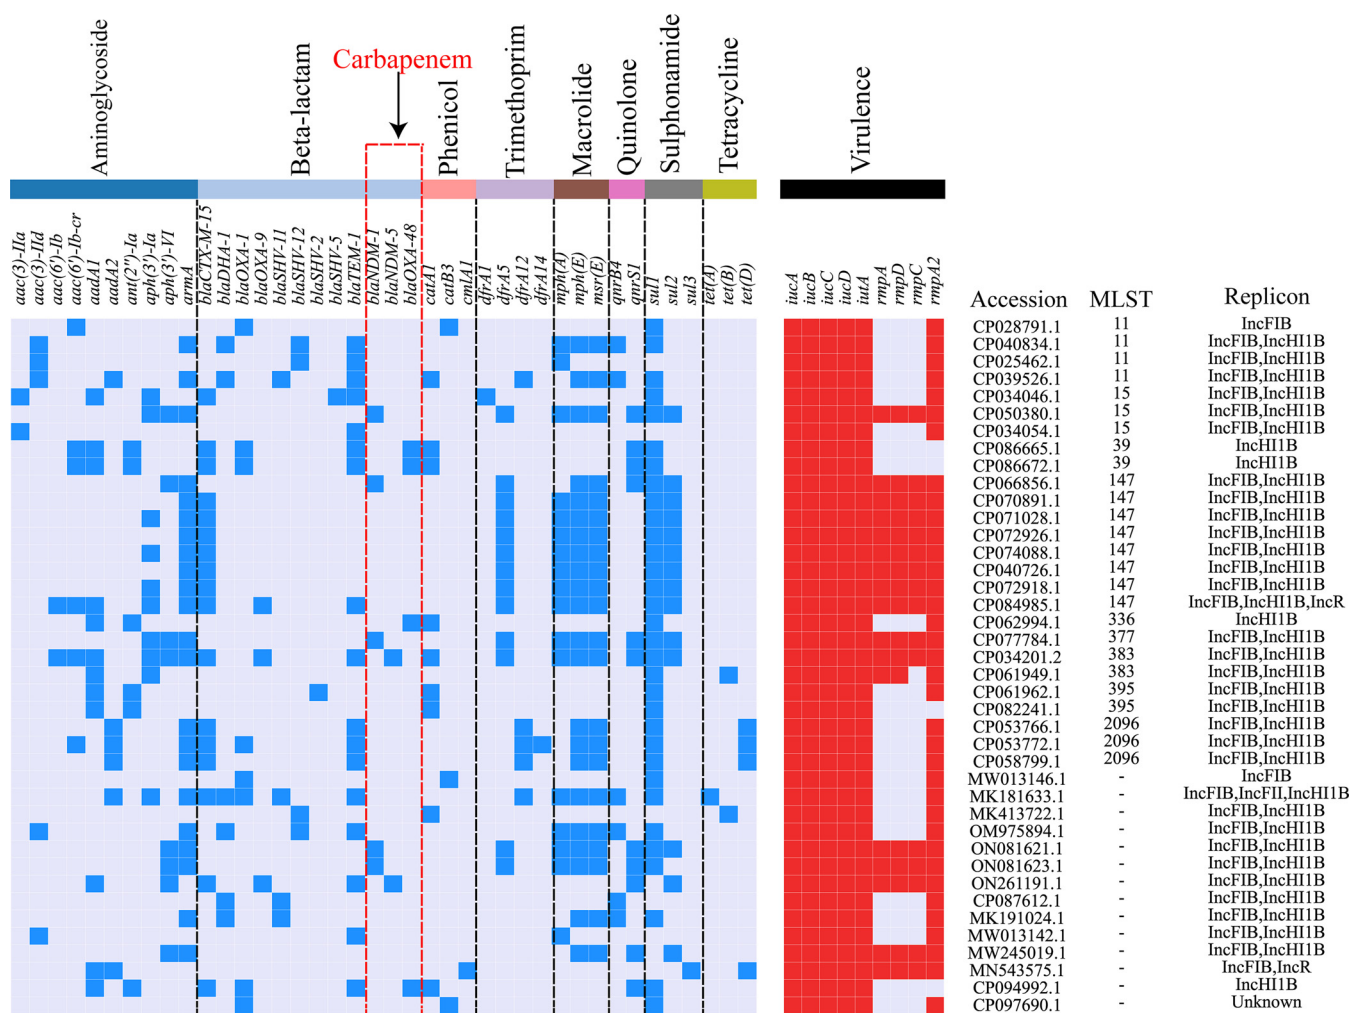 Carbapenem
Aminoglycoside
Beta-lactam
Phenicol
Trimethoprim
Macrolide
Quinolone
Sulphonamide
Tetracycline
Virulence
aac(3)-IIa
aac(3)-IId
aac(6')-Ib
aac(6')-Ib-cr
aadA1
aadA2
ant(2'')-Ia
aph(3')-Ia
aph(3')-VI
armA
blaCTX-M-15
blaDHA-1
blaOXA-1
blaOXA-9
blaSHV-11
blaSHV-12
blaSHV-2
blaSHV-5
blaTEM-1
blaNDM-1
blaNDM-5
blaOXA-48
catA1
catB3
cmlA1
dfrA1
dfrA5
dfrA12
dfrA14
mph(A)
mph(E)
msr(E)
qnrB4
qnrS1
sul1
sul2
sul3
tet(A)
tet(B)
tet(D)
iucA
iucB
iucC
iucD
iutA
rmpA
rmpD
rmpC
rmpA2
Accession MLST Replicon
CP028791.1 11 IncFIB
CP040834.1 11 IncFIB,IncHI1B
CP025462.1 11 IncFIB,IncHI1B
CP039526.1 11 IncFIB,IncHI1B
CP034046.1 15 IncFIB,IncHI1B
CP050380.1 15 IncFIB,IncHI1B
CP034054.1 15 IncFIB,IncHI1B
CP086665.1 39 IncHI1B
CP086672.1 39 IncHI1B
CP066856.1 147 IncFIB,IncHI1B
CP070891.1 147 IncFIB,IncHI1B
CP071028.1 147 IncFIB,IncHI1B
CP072926.1 147 IncFIB,IncHI1B
CP074088.1 147 IncFIB,IncHI1B
CP040726.1 147 IncFIB,IncHI1B
CP072918.1 147 IncFIB,IncHI1B
CP084985.1 147 IncFIB,IncHI1B,IncR
CP062994.1 336 IncHI1B
CP077784.1 377 IncFIB,IncHI1B
CP034201.2 383 IncFIB,IncHI1B
CP061949.1 383 IncFIB,IncHI1B
CP061962.1 395 IncFIB,IncHI1B
CP082241.1 395 IncFIB,IncHI1B
CP053766.1 2096 IncFIB,IncHI1B
CP053772.1 2096 IncFIB,IncHI1B
CP058799.1 2096 IncFIB,IncHI1B
MW013146.1 - IncFIB
MK181633.1 - IncFIB,IncFII,IncHI1B
MK413722.1 - IncFIB,IncHI1B
OM975894.1 - IncFIB,IncHI1B
ON081621.1 - IncFIB,IncHI1B
ON081623.1 - IncFIB,IncHI1B
ON261191.1 - IncFIB,IncHI1B
CP087612.1 - IncFIB,IncHI1B
MK191024.1 - IncFIB,IncHI1B
MW013142.1 - IncFIB,IncHI1B
MW245019.1 - IncFIB,IncHI1B
MN543575.1 - IncFIB,IncR
CP094992.1 - IncHI1B
CP097690.1 - Unknown